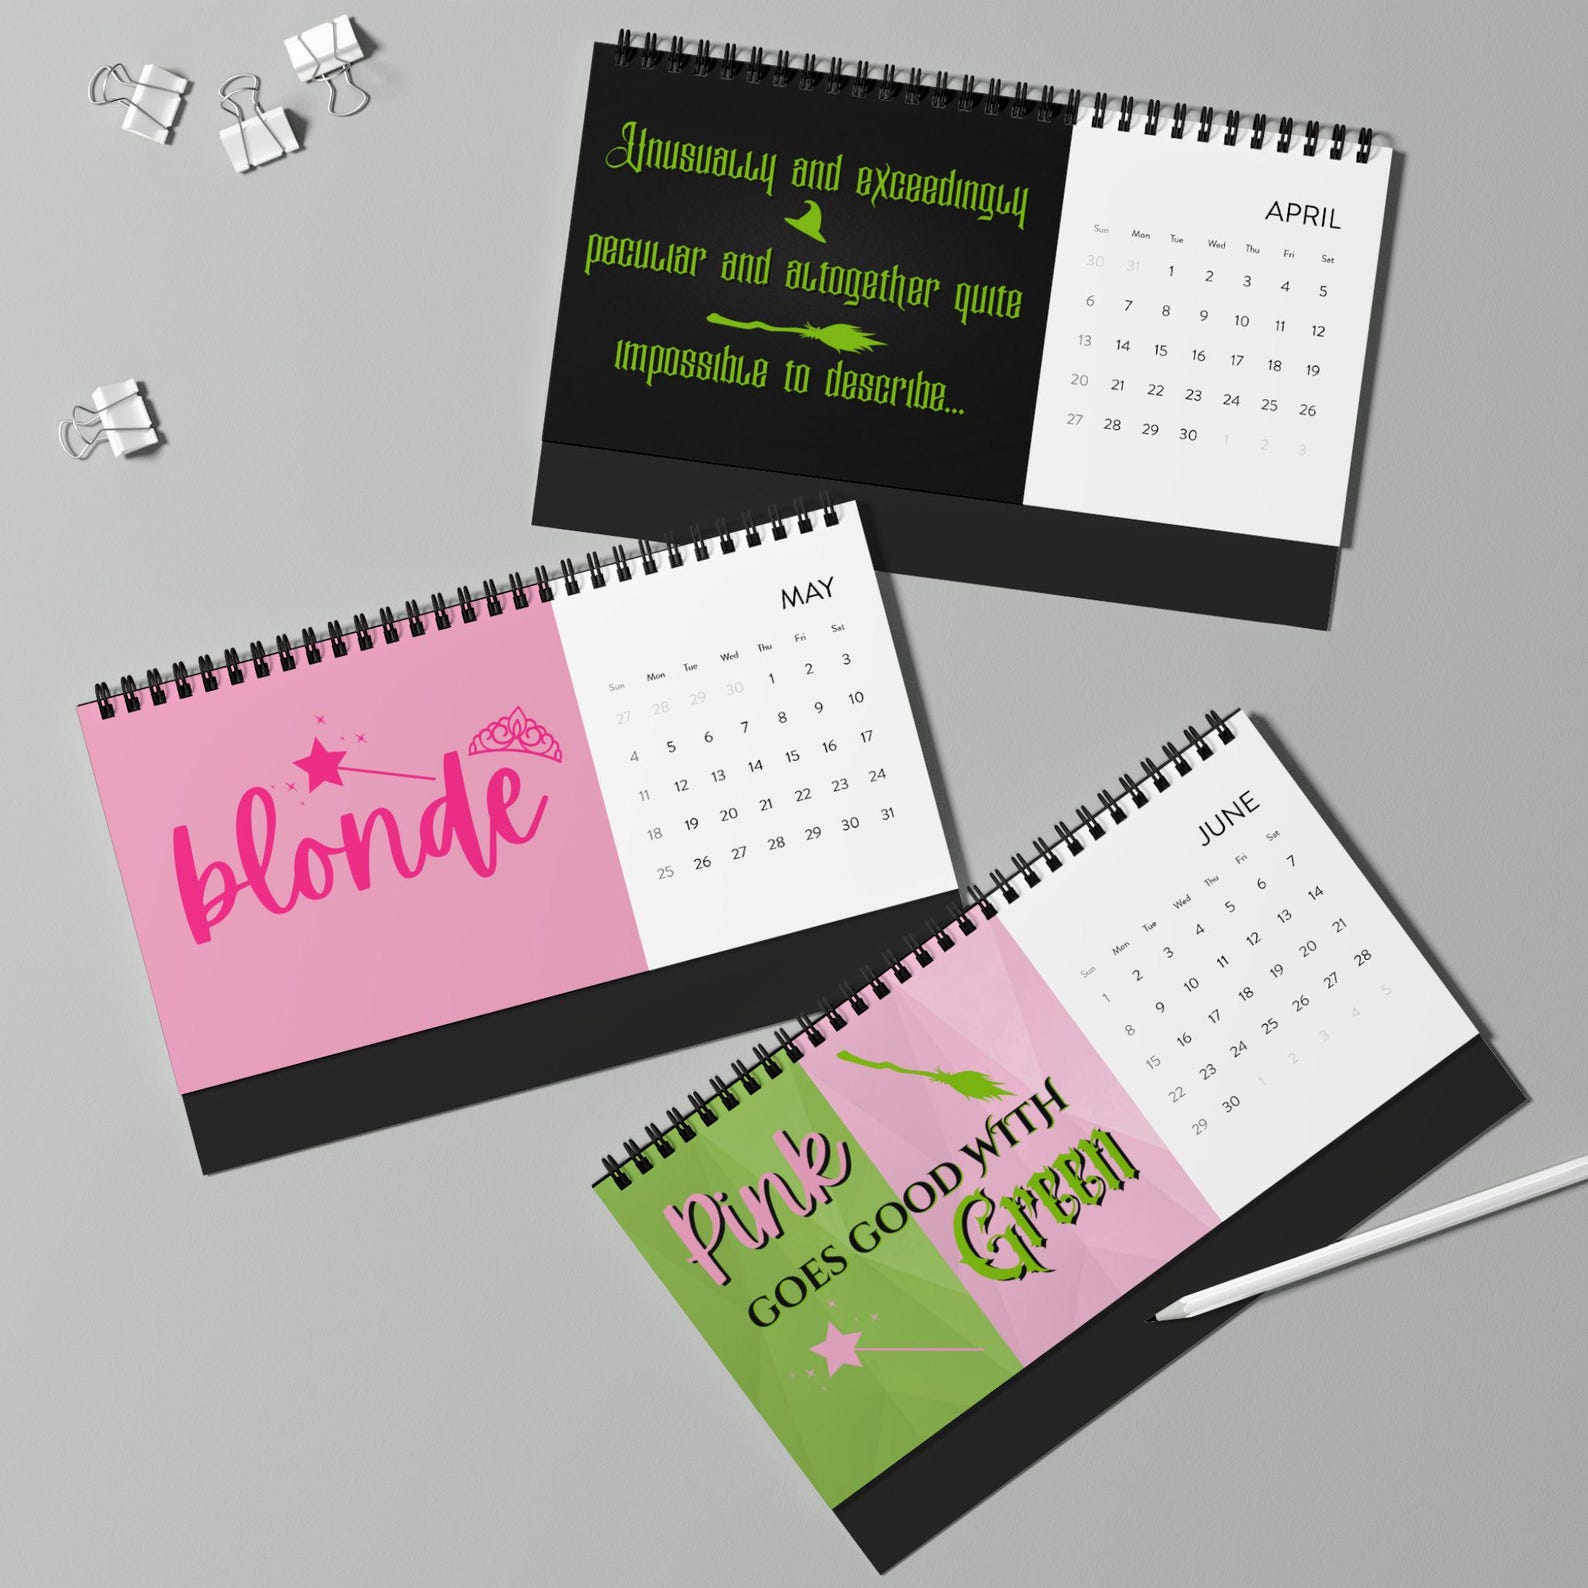 Unusually and exceedingly
peculiar and altogether quite
impossible to describe...
APRIL
Sun Mon Tue Wed Thu Fri Sat
30 31 1 2 3 4 5
6 7 8 9 10 11 12
13 14 15 16 17 18 19
20 21 22 23 24 25 26
27 28 29 30 1 2 3
blonde
MAY
Sun Mon Tue Wed Thu Fri Sat
27 28 29 30 1 2 3
4 5 6 7 8 9 10
11 12 13 14 15 16 17
18 19 20 21 22 23 24
25 26 27 28 29 30 31
Pink
GOES GOOD WITH
Green
JUNE
Sun Mon Tue Wed Thu Fri Sat
1 2 3 4 5 6 7
8 9 10 11 12 13 14
15 16 17 18 19 20 21
22 23 24 25 26 27 28
29 30 1 2 3 4 5